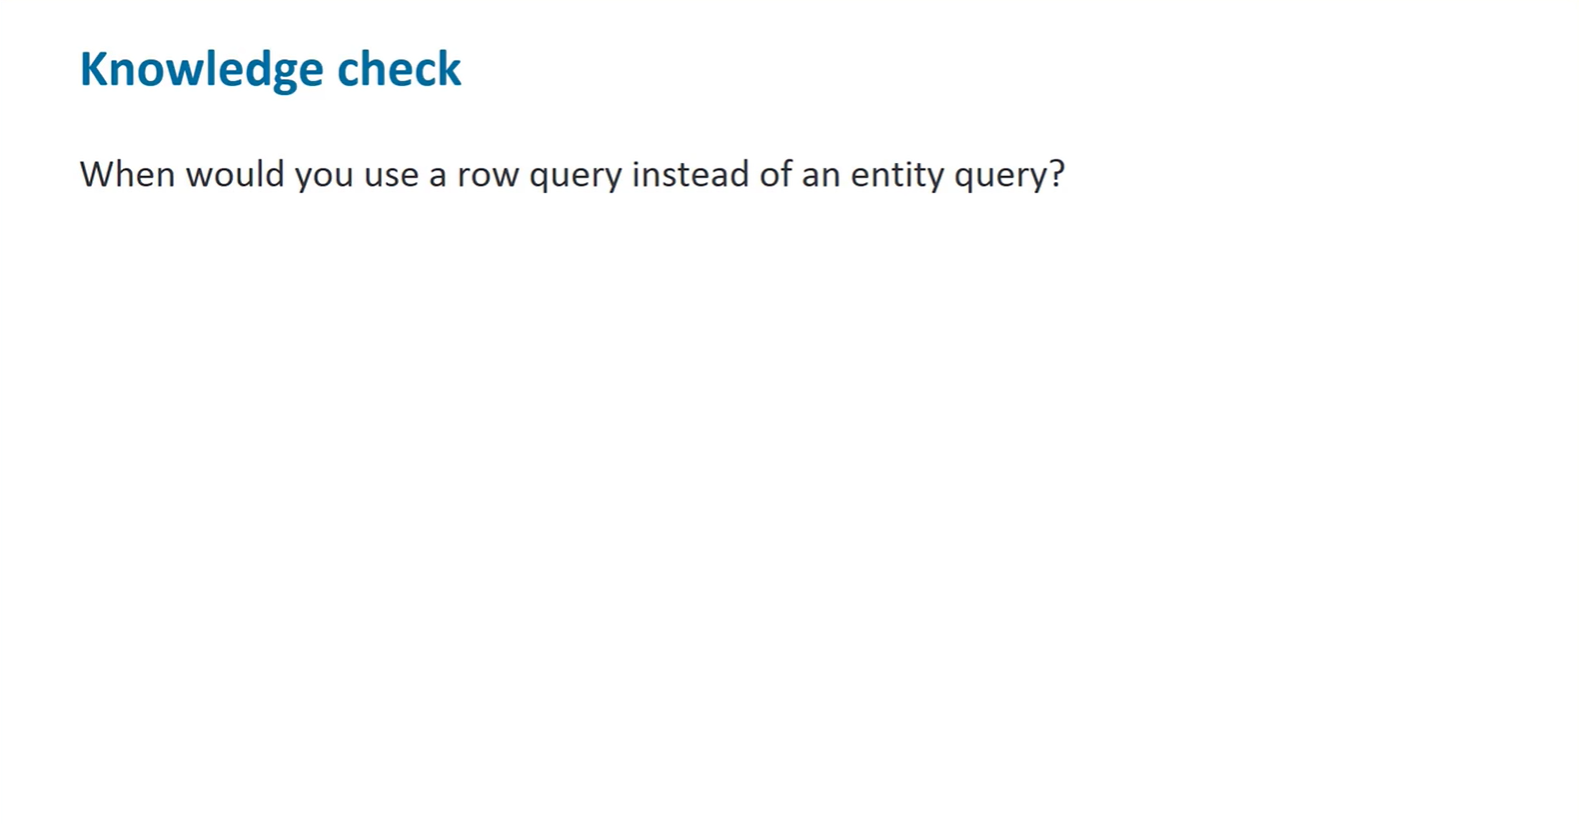 Knowledge check
When would you use a row query instead of an entity query?